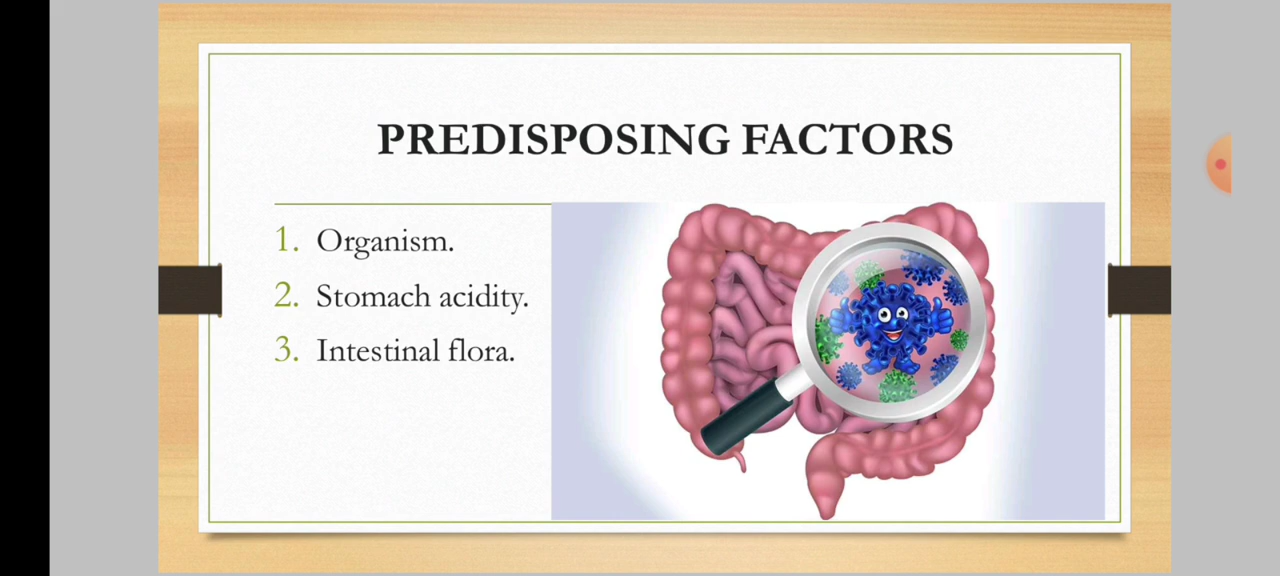 PREDISPOSING FACTORS
1. Organism.
2. Stomach acidity.
3. Intestinal flora.